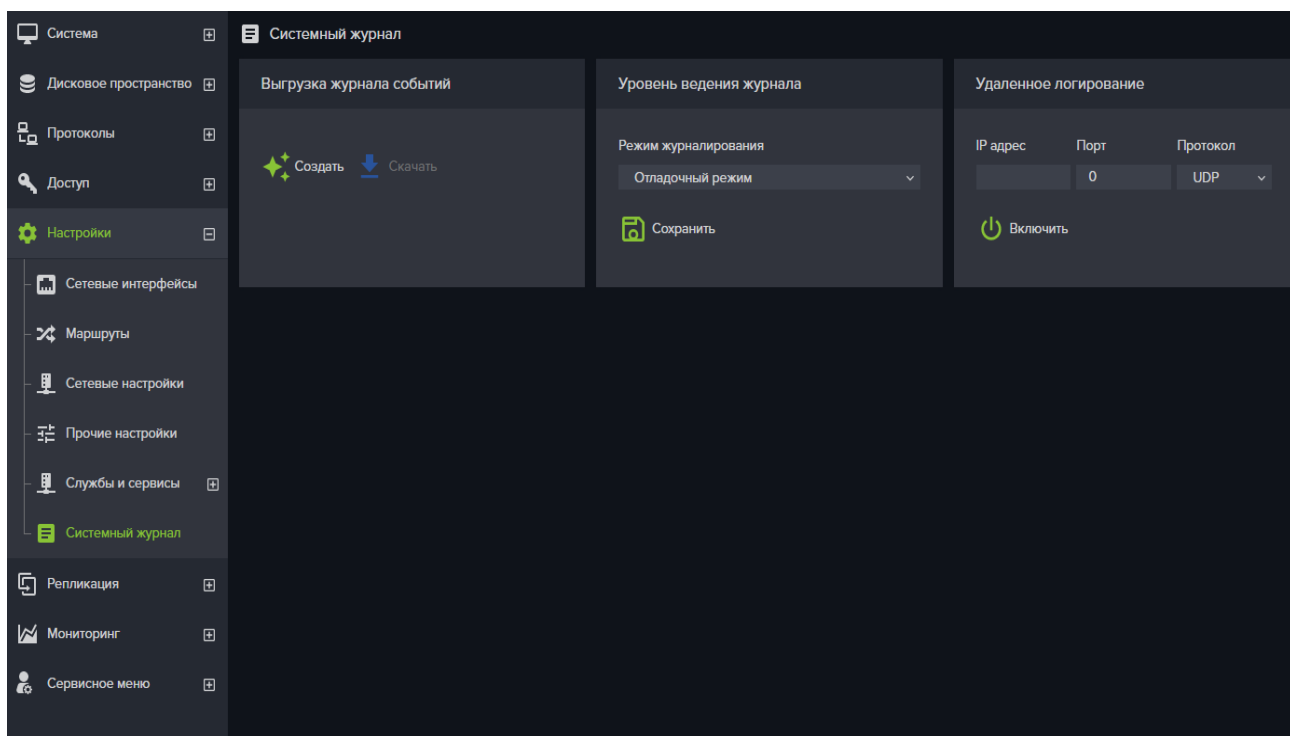 Система
Дисковое пространство
Протоколы
Доступ
Настройки
Сетевые интерфейсы
Маршруты
Сетевые настройки
Прочие настройки
Службы и сервисы
Системный журнал
Репликация
Мониторинг
Сервисное меню
Системный журнал
Выгрузка журнала событий
Создать Скачать
Уровень ведения журнала
Режим журналирования
Отладочный режим
Сохранить
Удаленное логирование
IP адрес Порт Протокол
0 UDP
Включить